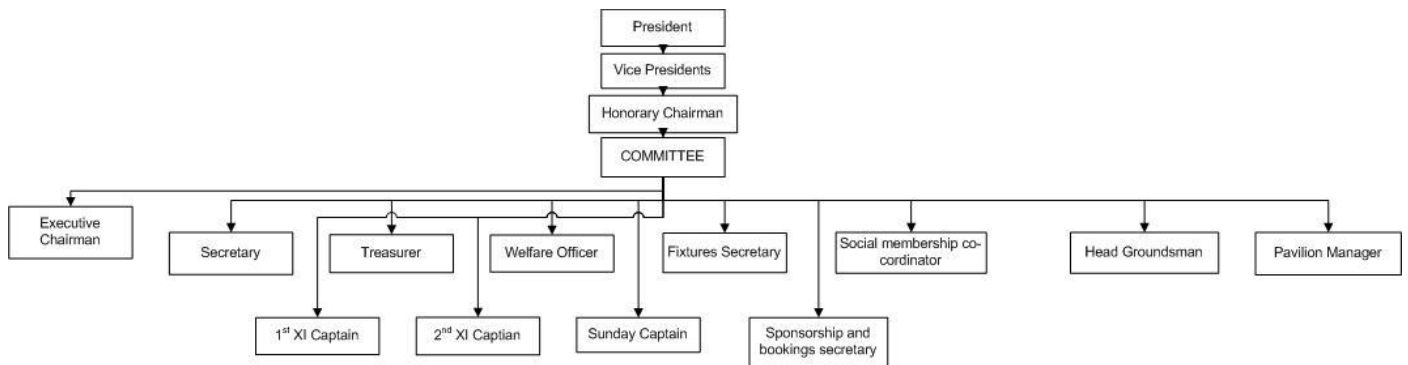 President
Vice Presidents
Honorary Chairman
COMMITTEE
Executive
Chairman
Secretary
Treasurer
Welfare Officer
Fixtures Secretary
Social membership co-
cordinator
Head Groundsman
Pavilion Manager
1st XI Captain
2nd XI Captian
Sunday Captain
Sponsorship and
bookings secretary